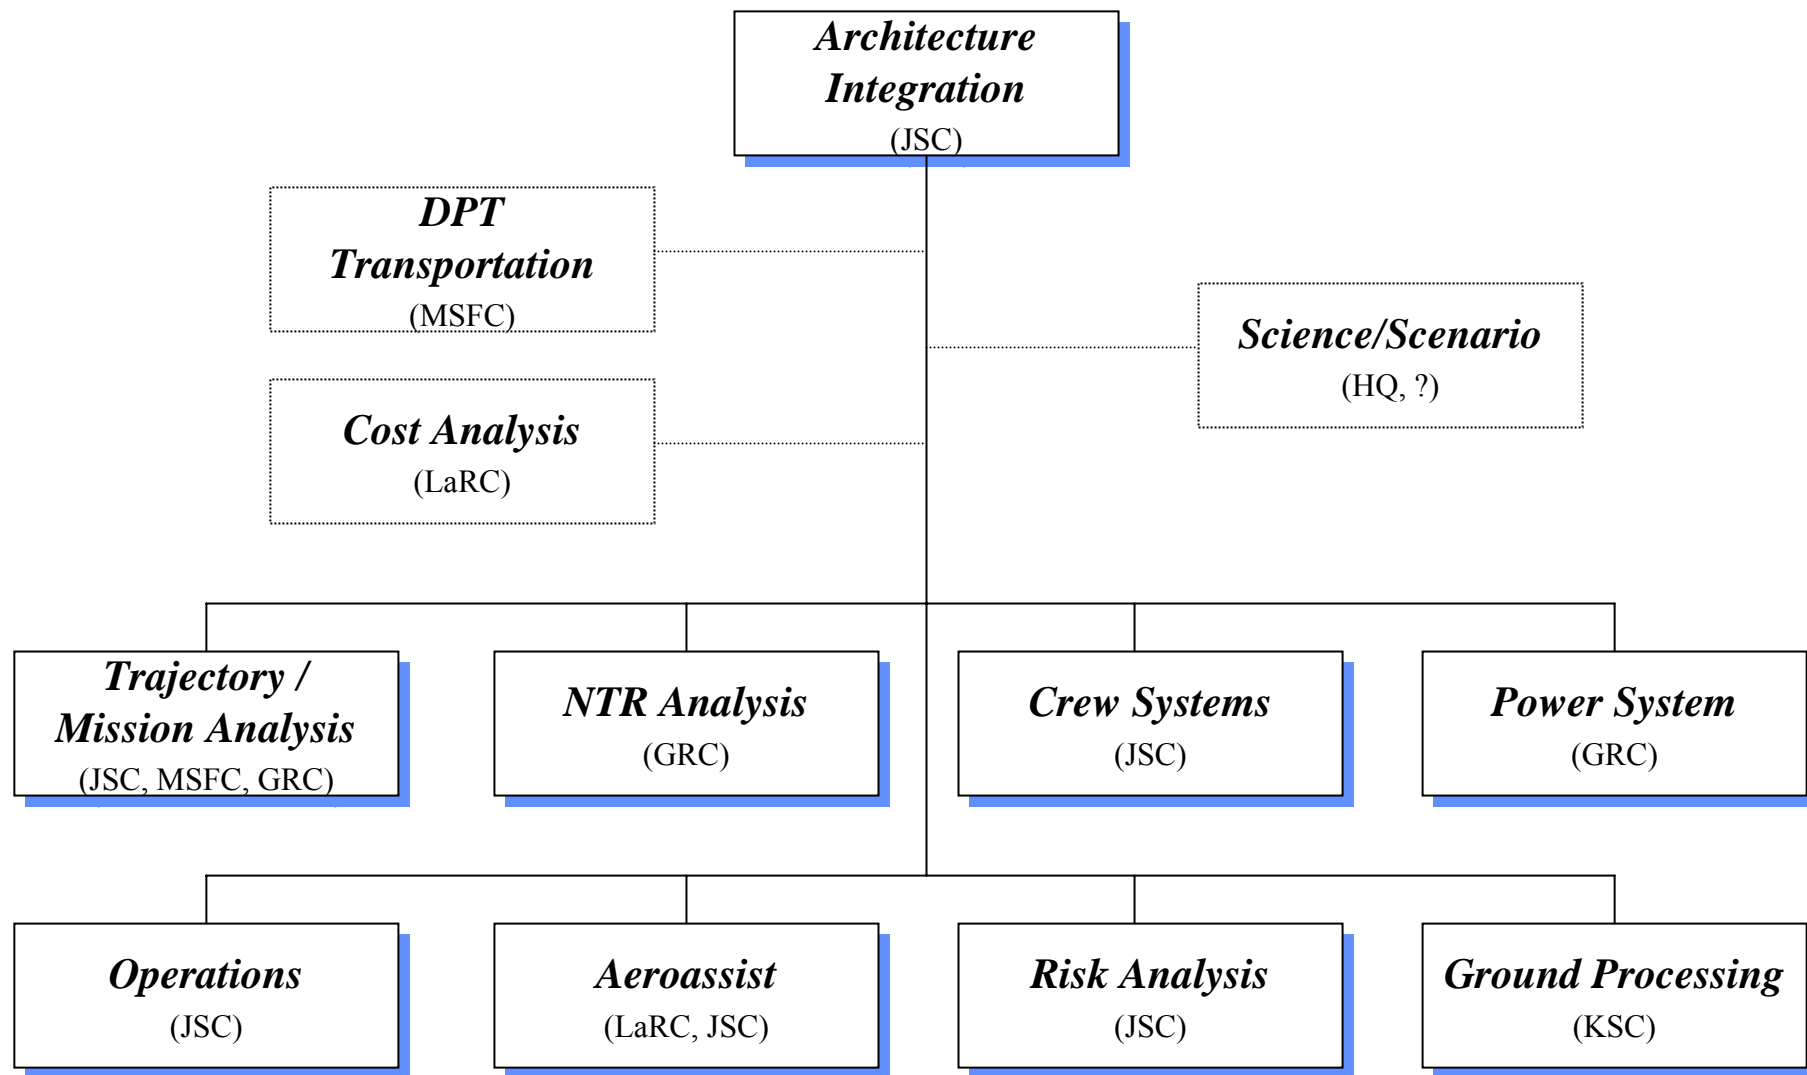 Architecture
Integration
(JSC)
DPT
Transportation
(MSFC)
Science/Scenario
(HQ, ?)
Cost Analysis
(LaRC)
Trajectory /
Mission Analysis
(JSC, MSFC, GRC)
NTR Analysis
(GRC)
Crew Systems
(JSC)
Power System
(GRC)
Operations
(JSC)
Aeroassist
(LaRC, JSC)
Risk Analysis
(JSC)
Ground Processing
(KSC)